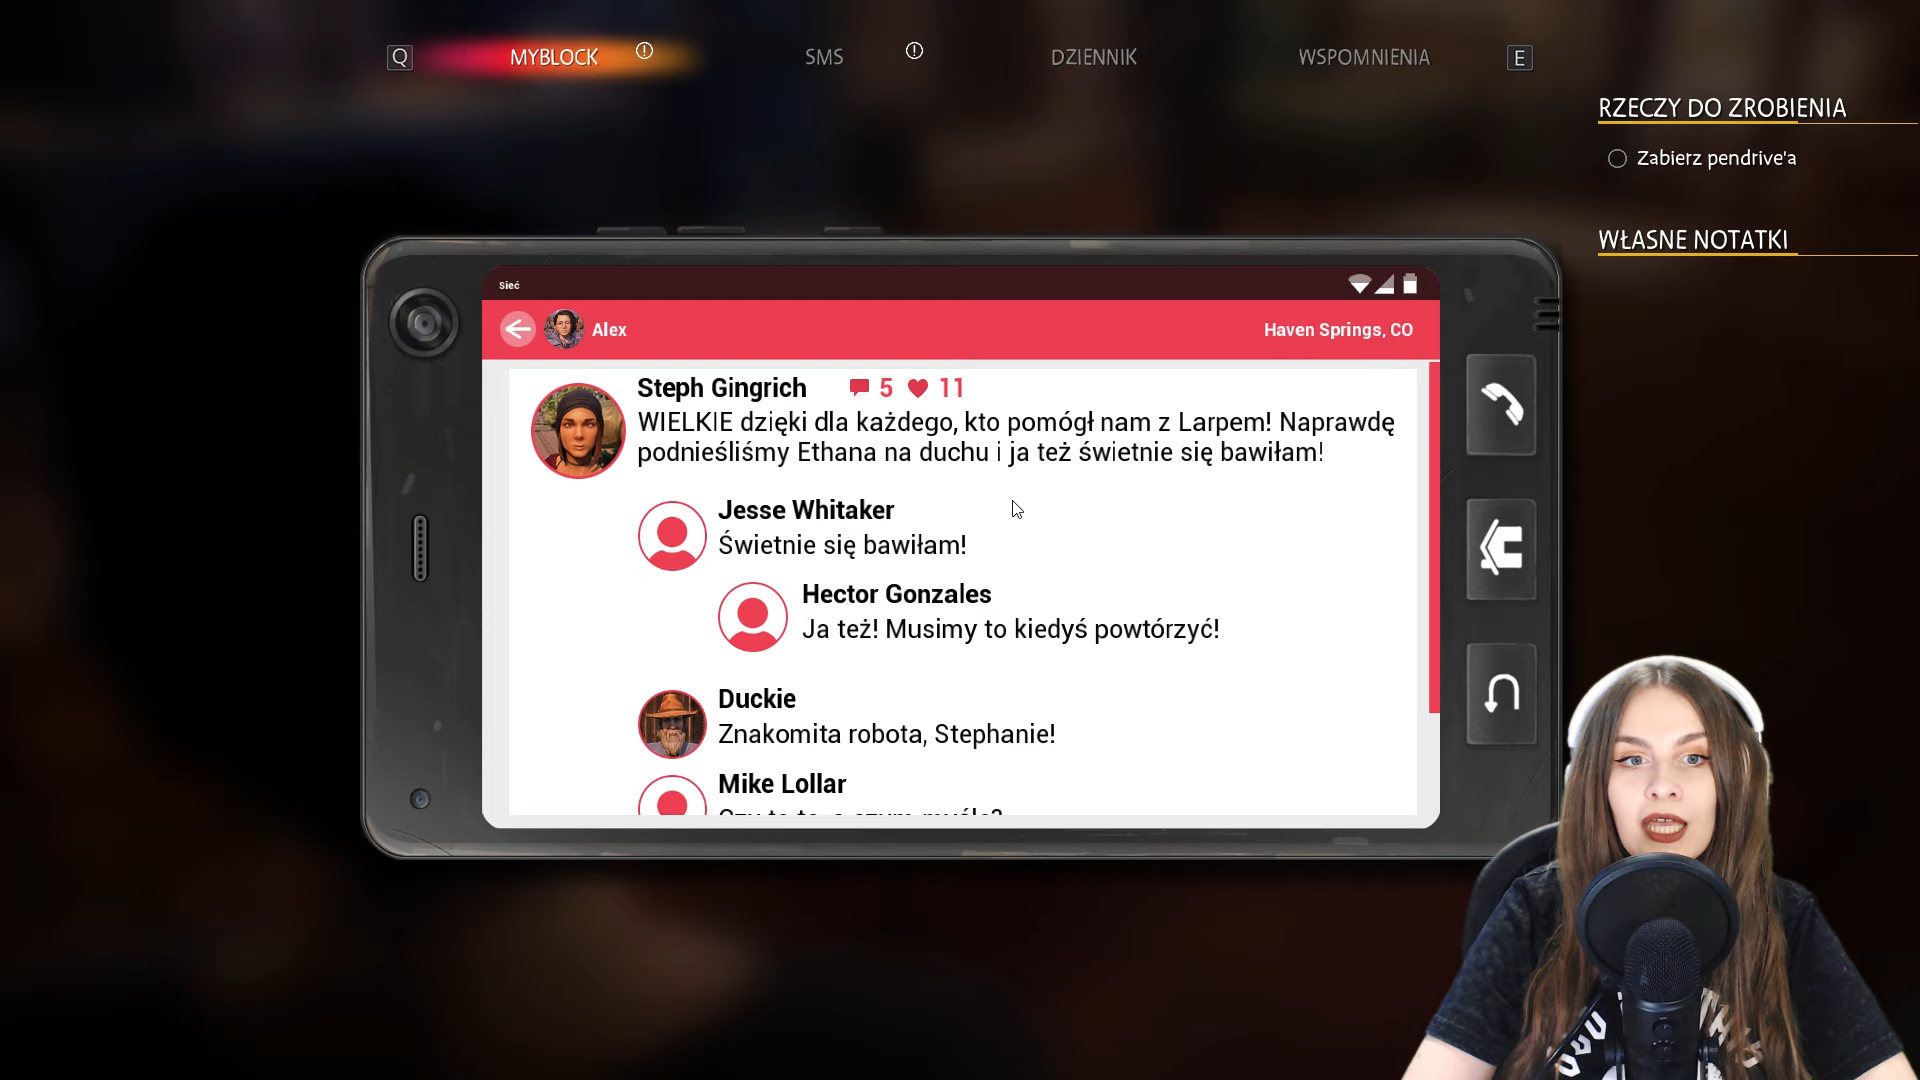 Q
MYBLOCK
SMS
DZIENNIK
WSPOMNIENIA
E
RZECZY DO ZROBIENIA
Zabierz pendrive'a
WŁASNE NOTATKI
Sieć
Alex
Haven Springs, CO
Steph Gingrich 5 11
WIELKIE dzięki dla każdego, kto pomógł nam z Larpem! Naprawdę
podnieśliśmy Ethana na duchu i ja też świetnie się bawiłam!
Jesse Whitaker
Świetnie się bawiłam!
Hector Gonzales
Ja też! Musimy to kiedyś powtórzyć!
Duckie
Znakomita robota, Stephanie!
Mike Lollar